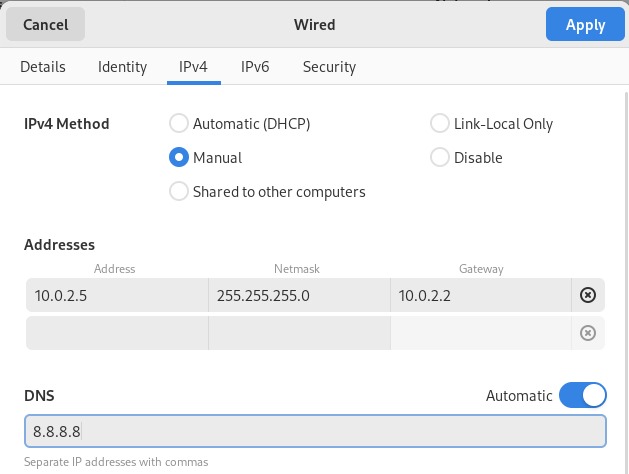 Cancel Wired Apply
Details Identity IPv4 IPv6 Security
IPv4 Method Automatic (DHCP) Link-Local Only
Manual Disable
Shared to other computers
Addresses
Address Netmask Gateway
10.0.2.5 255.255.255.0 10.0.2.2
DNS Automatic
8.8.8.8
Separate IP addresses with commas